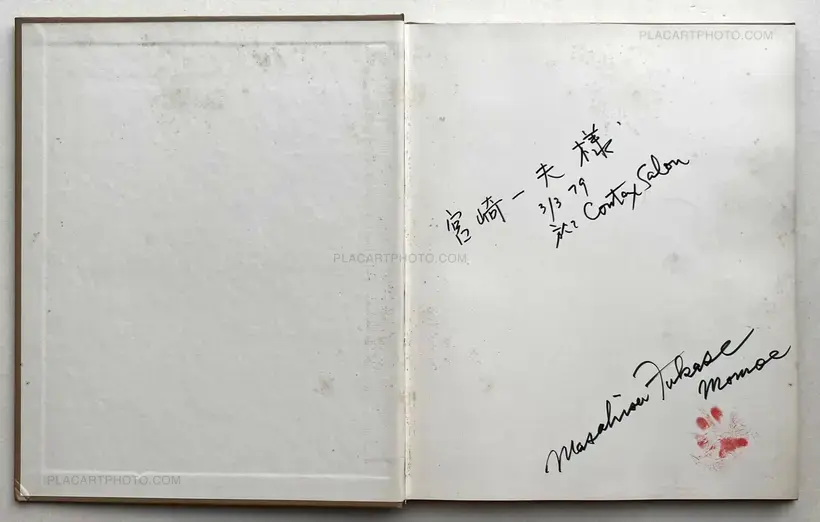 PLACARTPHOTO.COM
宮崎一夫様
3/3 79
於: Contax Salon
PLACARTPHOTO.COM
Masahisa Fukase
Momoe
PLACARTPHOTO.COM